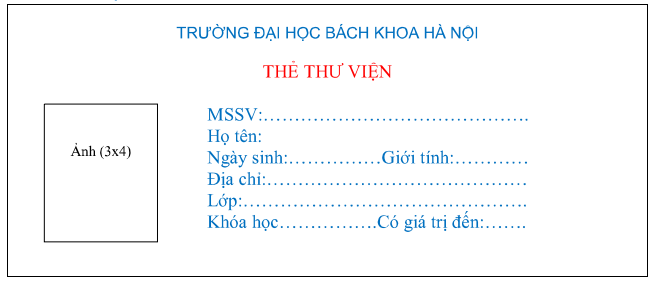 TRƯỜNG ĐẠI HỌC BÁCH KHOA HÀ NỘI
THẺ THƯ VIỆN
Ảnh (3x4)
MSSV:…………………………………….
Họ tên:
Ngày sinh:……………Giới tính:…………
Địa chỉ:……………………………………
Lớp:……………………………………….
Khóa học…………….Có giá trị đến:…….